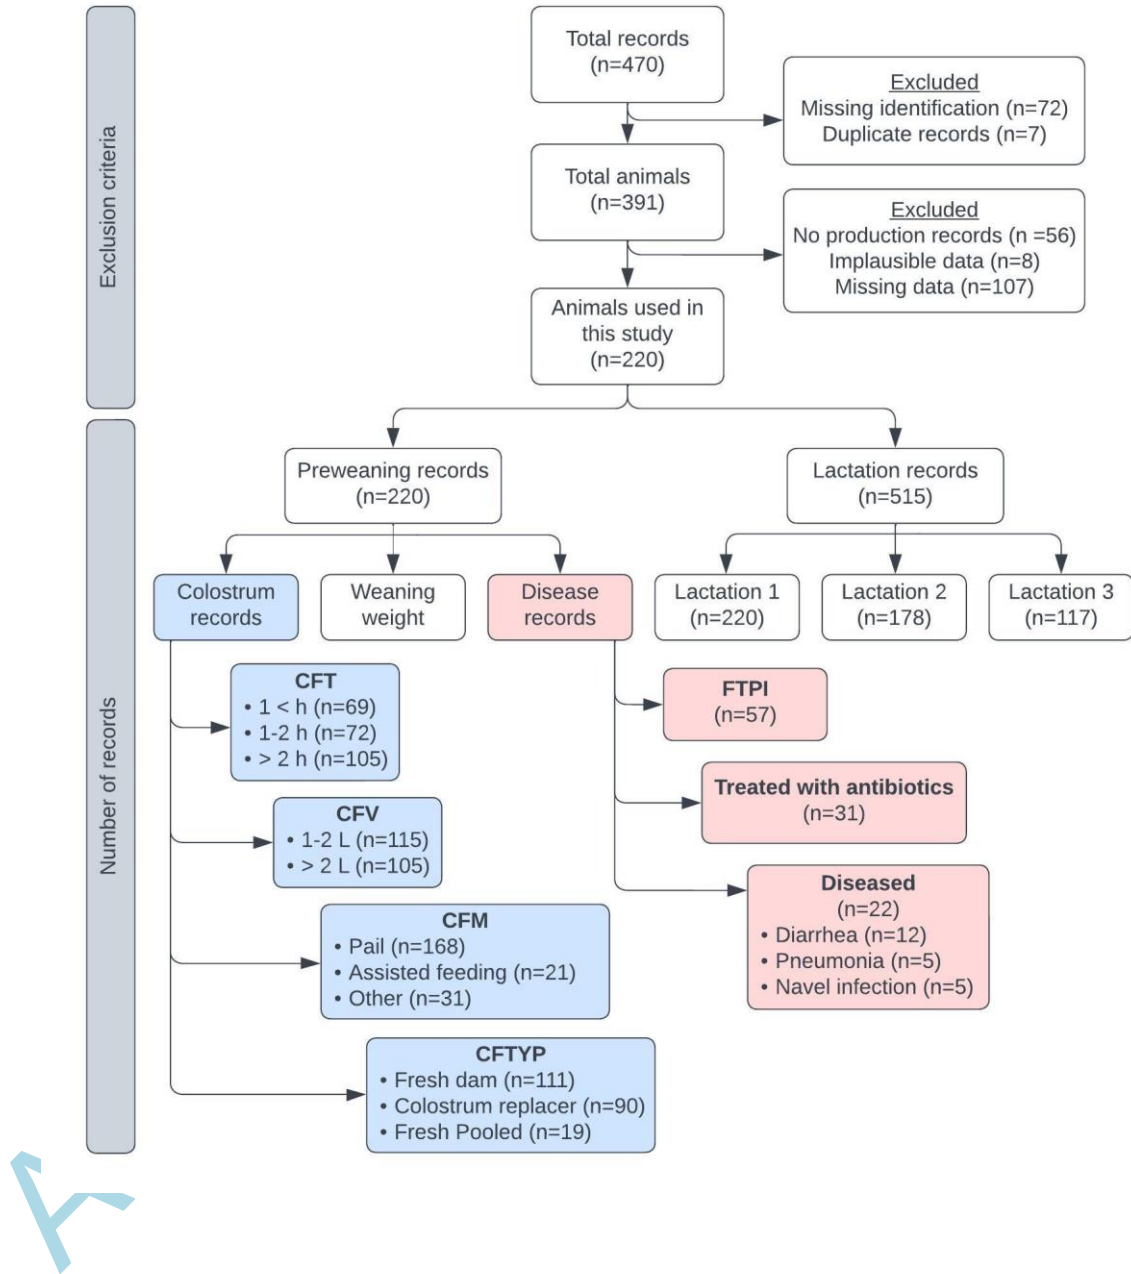 Exclusion criteria
Total records
(n=470)
Excluded
Missing identification (n=72)
Duplicate records (n=7)
Total animals
(n=391)
Excluded
No production records (n =56)
Implausible data (n=8)
Missing data (n=107)
Animals used in
this study
(n=220)
Number of records
Preweaning records
(n=220)
Lactation records
(n=515)
Colostrum
records
Weaning
weight
Disease
records
Lactation 1
(n=220)
Lactation 2
(n=178)
Lactation 3
(n=117)
CFT
• 1 < h (n=69)
• 1-2 h (n=72)
• > 2 h (n=105)
CFV
• 1-2 L (n=115)
• > 2 L (n=105)
CFM
• Pail (n=168)
• Assisted feeding (n=21)
• Other (n=31)
CFTYP
• Fresh dam (n=111)
• Colostrum replacer (n=90)
• Fresh Pooled (n=19)
FTPI
(n=57)
Treated with antibiotics
(n=31)
Diseased
(n=22)
• Diarrhea (n=12)
• Pneumonia (n=5)
• Navel infection (n=5)